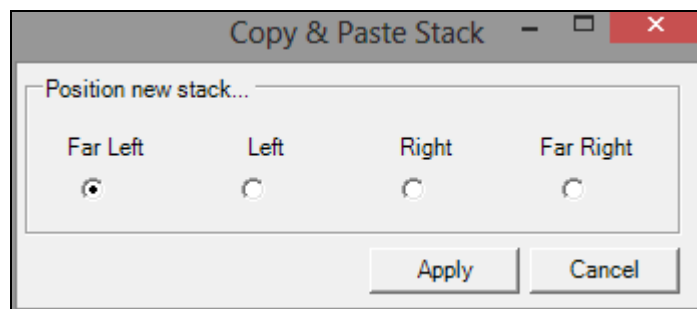 Copy & Paste Stack
Position new stack...
Far Left Left Right Far Right
Apply Cancel